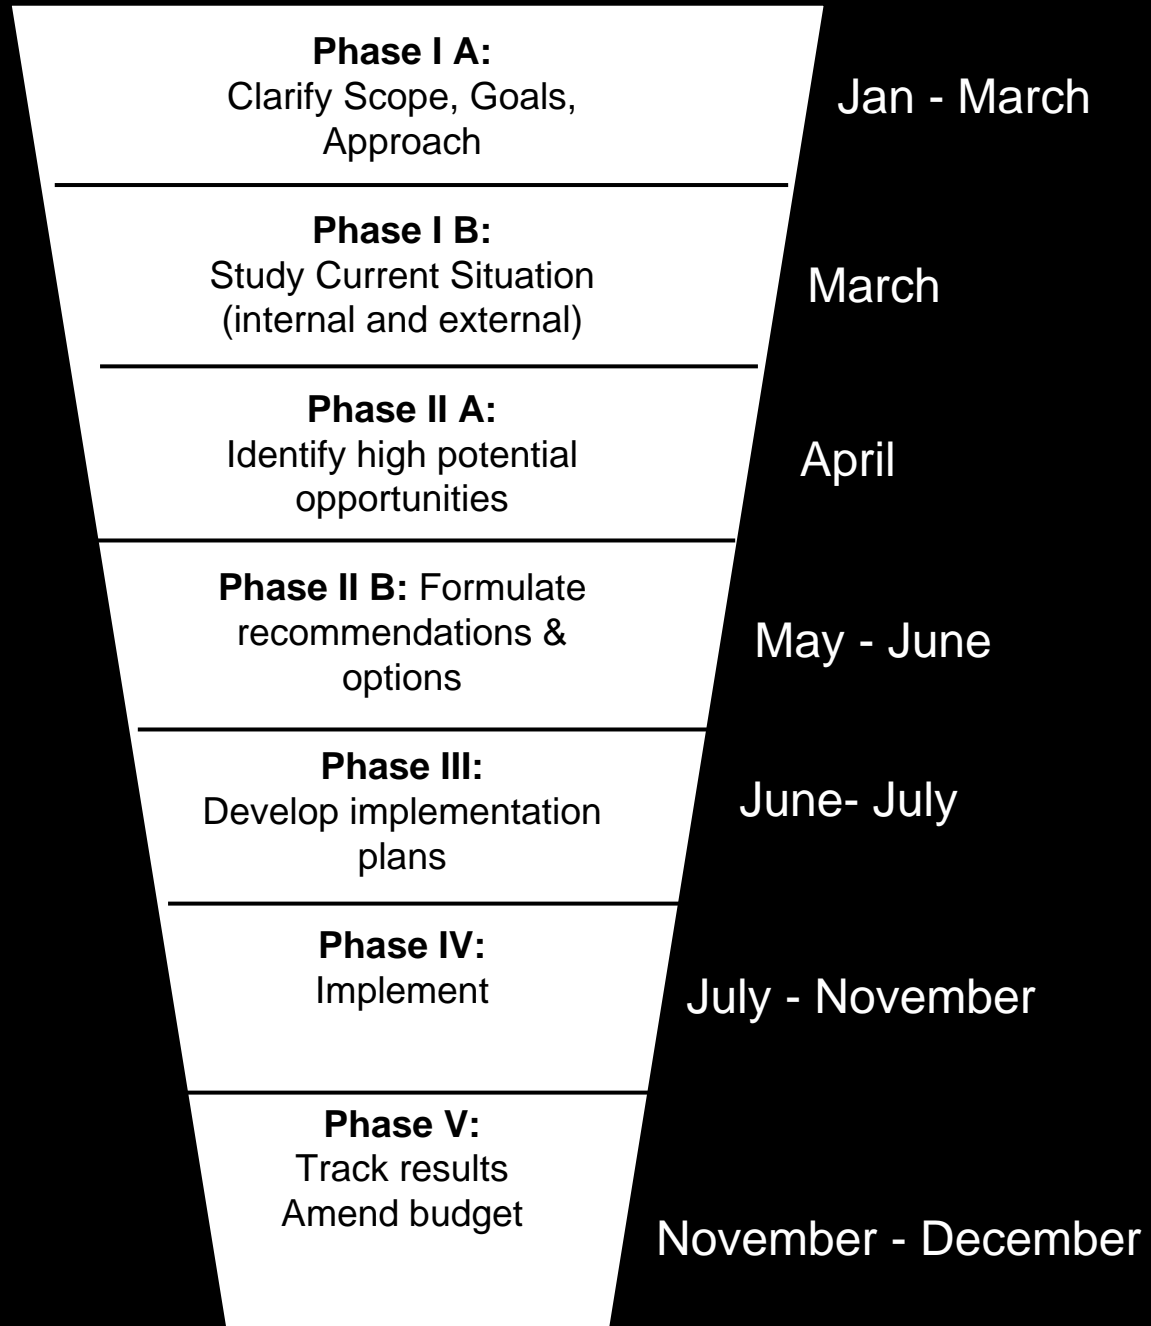 Phase I A:
Clarify Scope, Goals,
Approach
Jan - March
Phase I B:
Study Current Situation
(internal and external)
March
Phase II A:
Identify high potential
opportunities
April
Phase II B: Formulate
recommendations &
options
May - June
Phase III:
Develop implementation
plans
June- July
Phase IV:
Implement
July - November
Phase V:
Track results
Amend budget
November - December